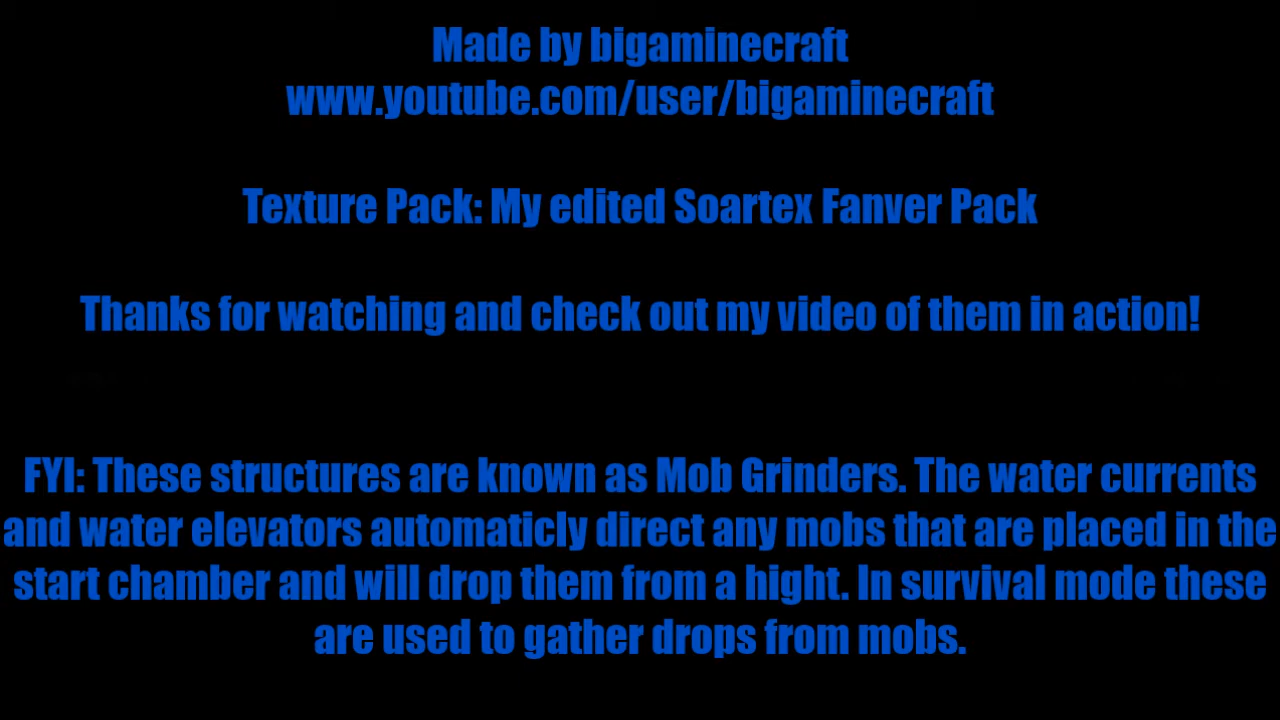 Made by bigaminecraft
www.youtube.com/user/bigaminecraft
Texture Pack: My edited Soartex Fanver Pack
Thanks for watching and check out my video of them in action!
FYI: These structures are known as Mob Grinders. The water currents
and water elevators automaticly direct any mobs that are placed in the
start chamber and will drop them from a hight. In survival mode these
are used to gather drops from mobs.